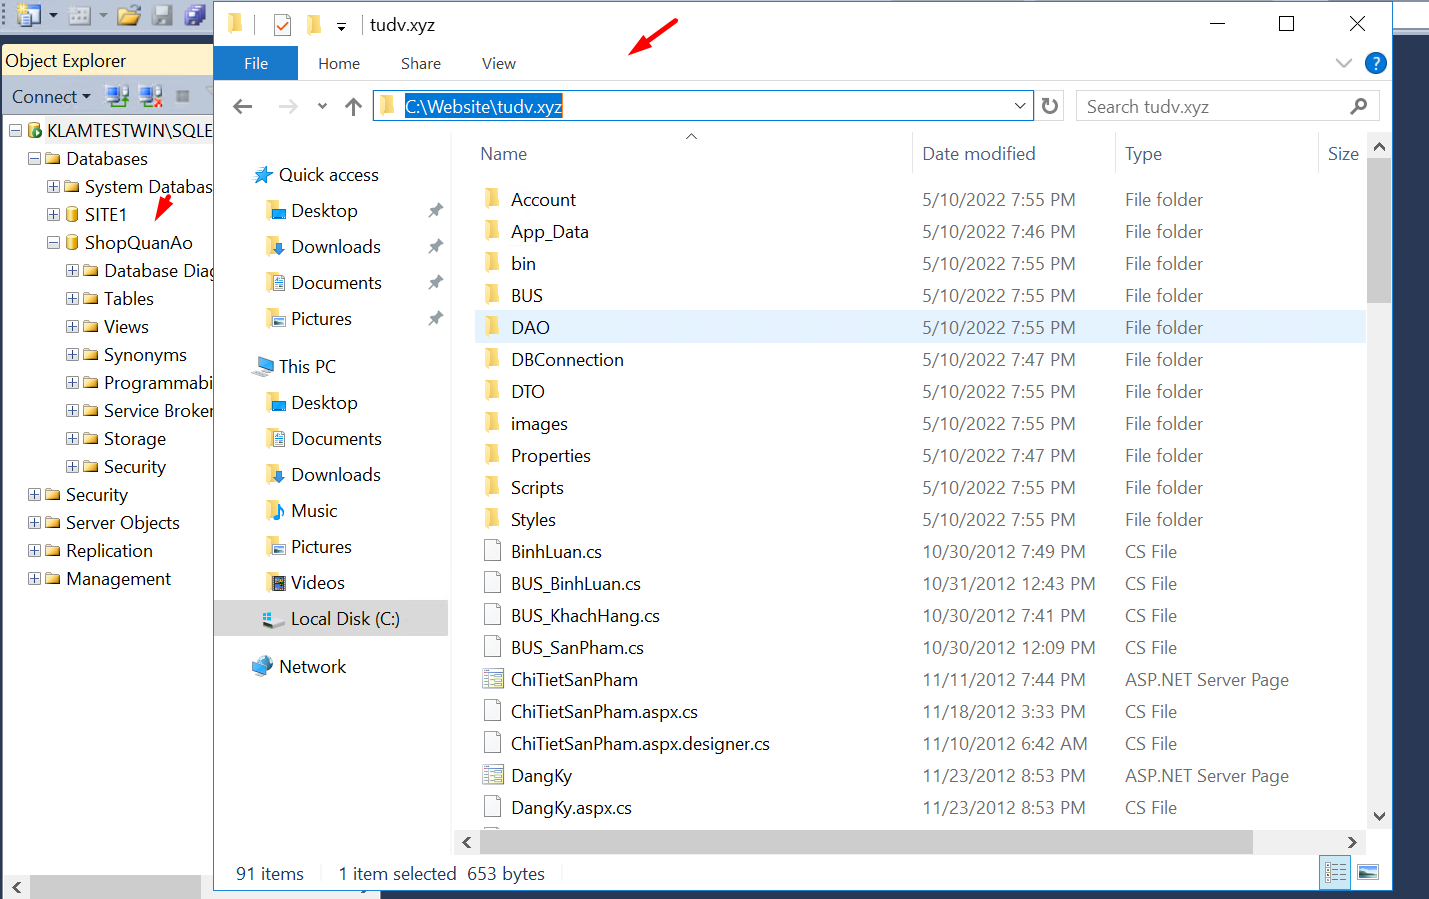 tudv.xyz
Object Explorer
File Home Share View
Connect
C:\Website\tudv.xyz
Search tudv.xyz
KLAMTESTWIN\SQLE
Databases
System Databas
SITE1
ShopQuanAo
Database Diag
Tables
Views
Synonyms
Programmabi
Service Broker
Storage
Security
Security
Server Objects
Replication
Management
Quick access
Desktop
Downloads
Documents
Pictures
This PC
Desktop
Documents
Downloads
Music
Pictures
Videos
Local Disk (C:)
Network
Name Date modified Type Size
Account 5/10/2022 7:55 PM File folder
App_Data 5/10/2022 7:46 PM File folder
bin 5/10/2022 7:55 PM File folder
BUS 5/10/2022 7:55 PM File folder
DAO 5/10/2022 7:55 PM File folder
DBConnection 5/10/2022 7:47 PM File folder
DTO 5/10/2022 7:55 PM File folder
images 5/10/2022 7:55 PM File folder
Properties 5/10/2022 7:47 PM File folder
Scripts 5/10/2022 7:55 PM File folder
Styles 5/10/2022 7:55 PM File folder
BinhLuan.cs 10/30/2012 7:49 PM CS File
BUS_BinhLuan.cs 10/31/2012 12:43 PM CS File
BUS_KhachHang.cs 10/30/2012 7:41 PM CS File
BUS_SanPham.cs 10/30/2012 12:09 PM CS File
ChiTietSanPham 11/11/2012 7:44 PM ASP.NET Server Page
ChiTietSanPham.aspx.cs 11/18/2012 3:33 PM CS File
ChiTietSanPham.aspx.designer.cs 11/10/2012 6:42 AM CS File
DangKy 11/23/2012 8:53 PM ASP.NET Server Page
DangKy.aspx.cs 11/23/2012 8:53 PM CS File
91 items 1 item selected 653 bytes